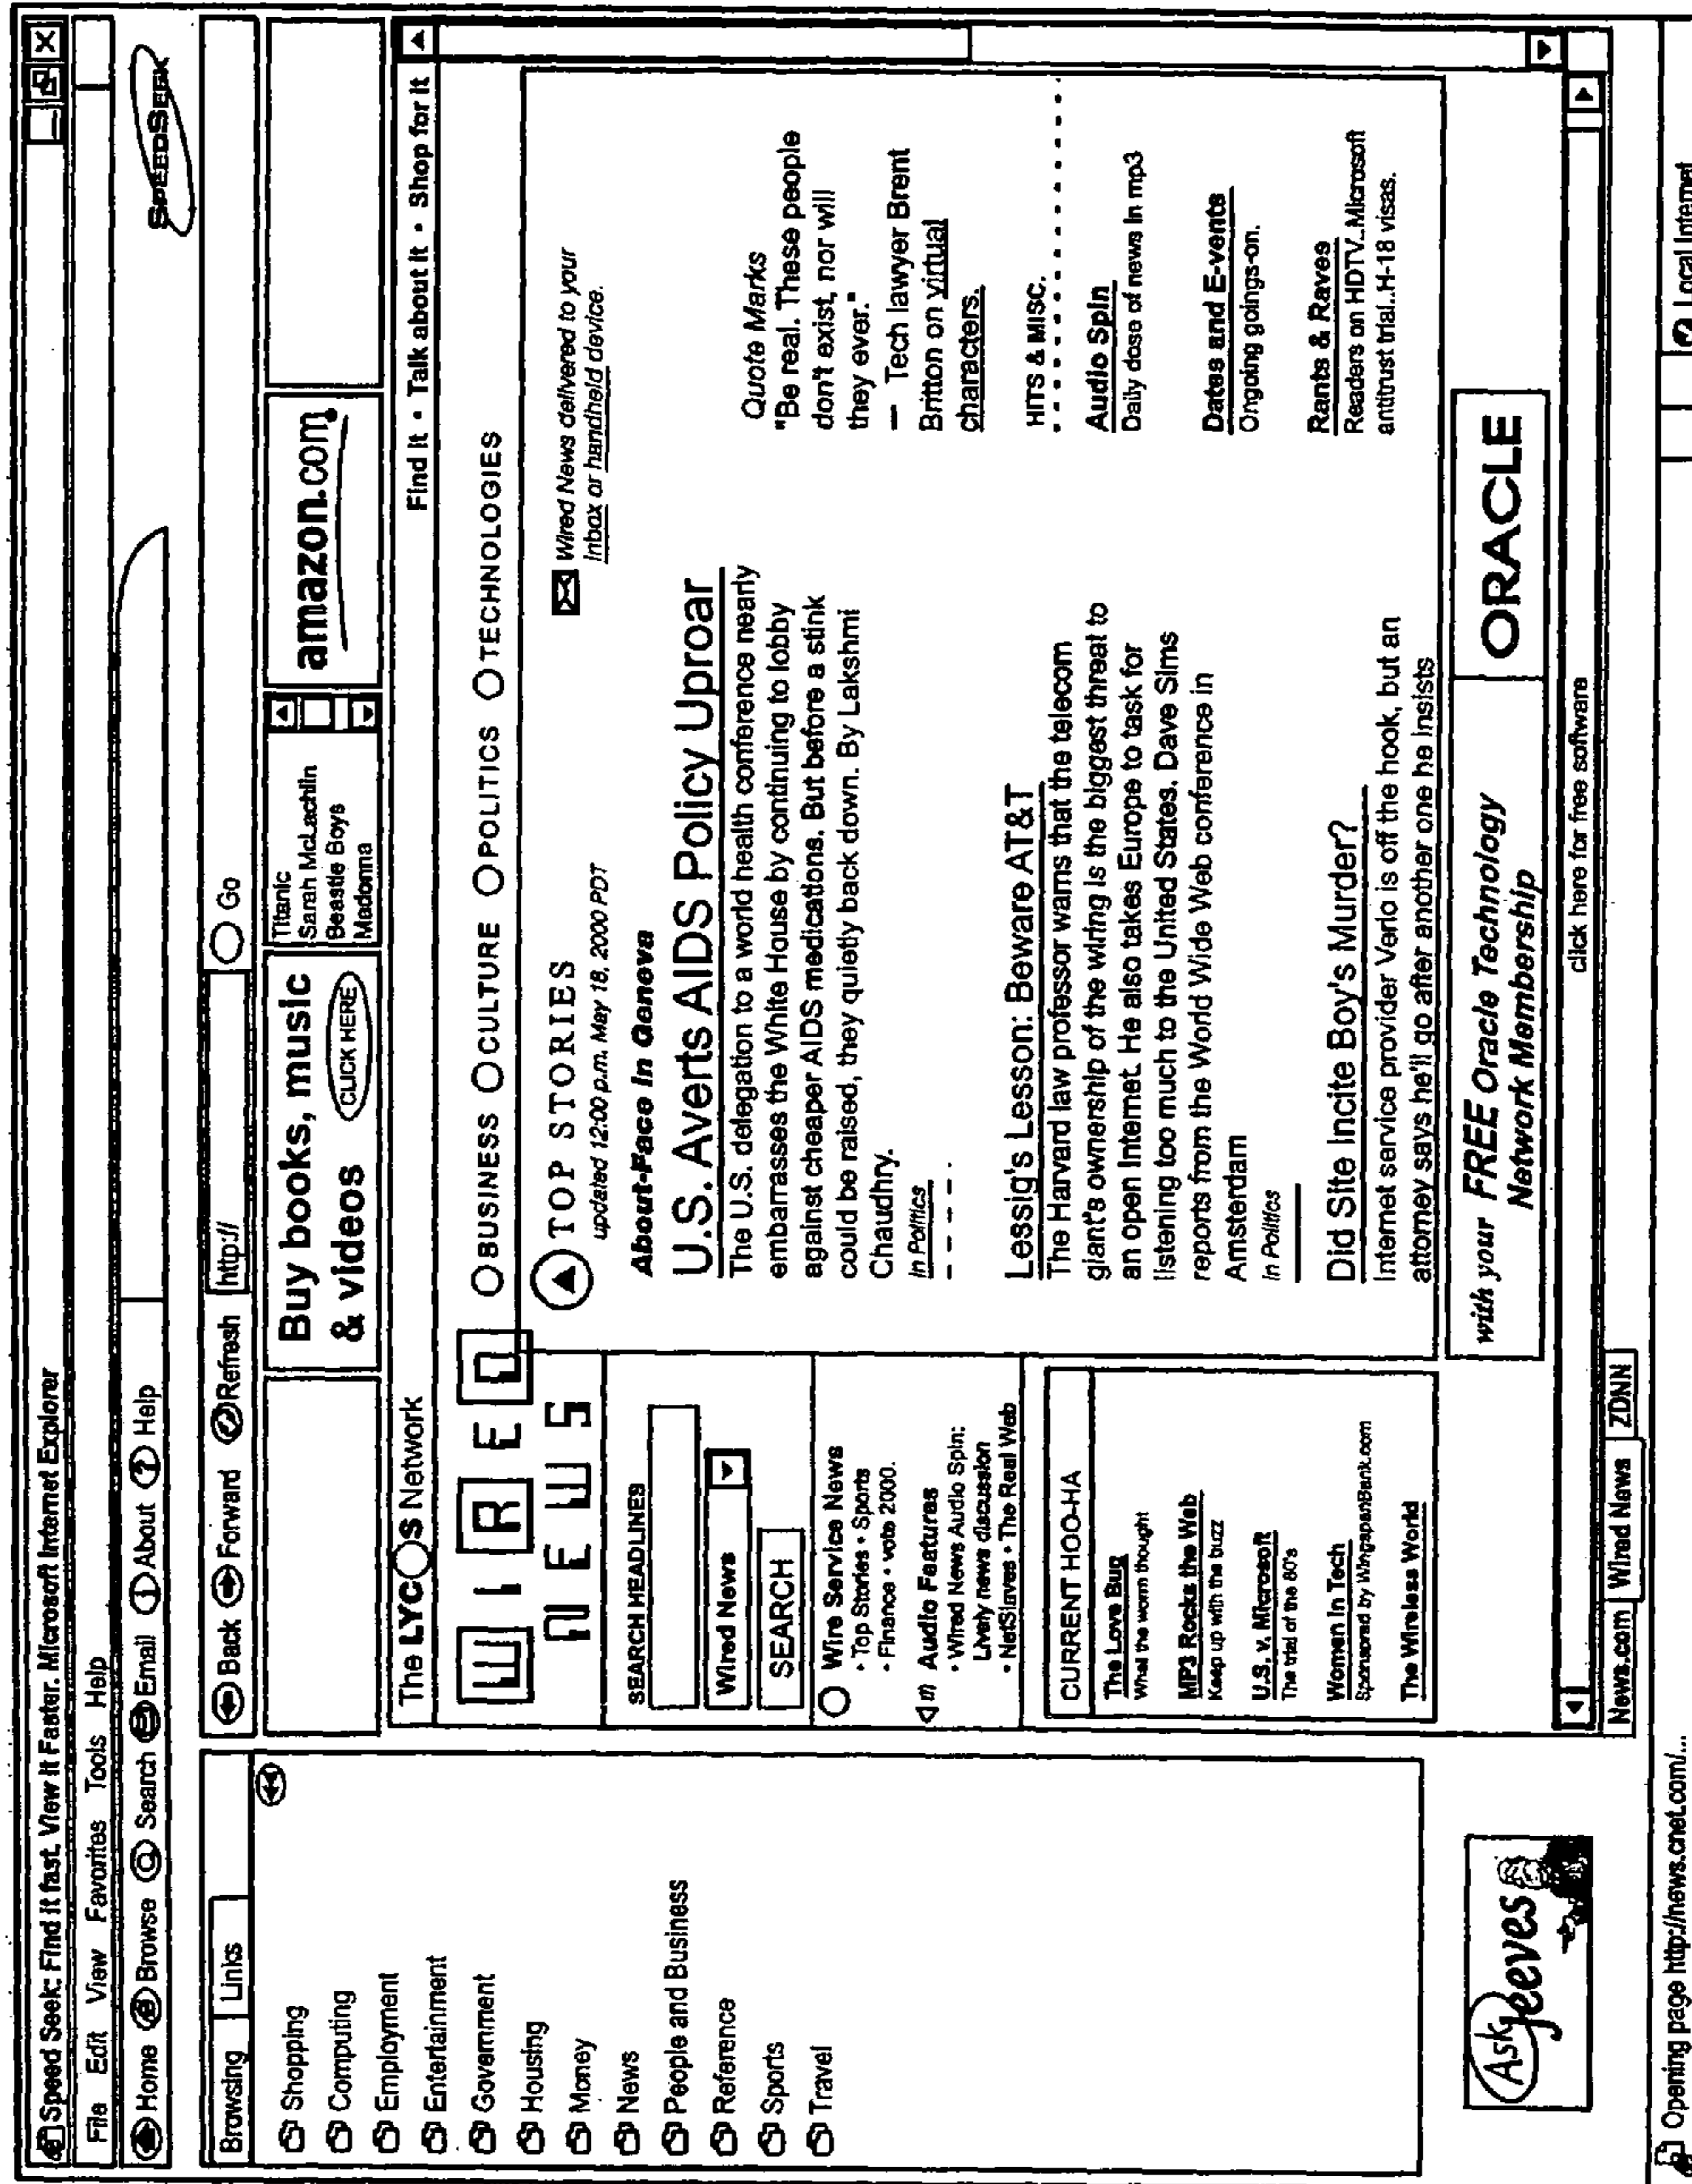 Speed Seek: Find it fast. View it Faster. Microsoft Internet Explorer
File Edit View Favorites Tools Help
Home Browse Search Email About Help
SPEEDSEEK
Browsing Links
Back Forward Refresh http:// Go
Shopping
Computing
Employment
Entertainment
Government
Housing
Money
News
People and Business
Reference
Sports
Travel
Ask Jeeves
Buy books, music
& videos CLICK HERE
Titanic
Sarah McLachlin
Beastie Boys
Madonna
amazon.com
The LYCOS Network Find It • Talk about it • Shop for it
WIRED
NEWS
BUSINESS CULTURE POLITICS TECHNOLOGIES
SEARCH HEADLINES
Wired News
SEARCH
Wire Service News
• Top Stories • Sports
• Finance • vote 2000.
Audio Features
• Wired News Audio Spin:
Lively news discussion
• NetSlaves • The Real Web
CURRENT HOO-HA
The Love Bug
What the worm thought
MP3 Rocks the Web
Keep up with the buzz
U.S. v. Microsoft
The trial of the 80's
Women in Tech
Sponsored by WingspanBank.com
The Wireless World
TOP STORIES
updated 12:00 p.m. May 18, 2000 PDT
Wired News delivered to your
Inbox or handheld device.
About-Face In Geneva
U.S. Averts AIDS Policy Uproar
The U.S. delegation to a world health conference nearly
embarrasses the White House by continuing to lobby
against cheaper AIDS medications. But before a stink
could be raised, they quietly back down. By Lakshmi
Chaudhry.
In Politics
Lessig's Lesson: Beware AT&T
The Harvard law professor warns that the telecom
giant's ownership of the wiring is the biggest threat to
an open Internet. He also takes Europe to task for
listening too much to the United States. Dave Sims
reports from the World Wide Web conference in
Amsterdam
In Politics
Did Site Incite Boy's Murder?
Internet service provider Verio is off the hook, but an
attorney says he'll go after another one he insists
Quote Marks
"Be real. These people
don't exist, nor will
they ever."
— Tech lawyer Brent
Britton on virtual
characters.
HITS & MISC.
Audio Spin
Daily dose of news in mp3
Dates and E-vents
Ongoing goings-on.
Rants & Raves
Readers on HDTV..Microsoft
antitrust trial..H-18 visas.
with your FREE Oracle Technology
Network Membership
ORACLE
click here for free software
News.com Wired News ZDNN
Opening page http://news.cnet.com/...
Local Internet